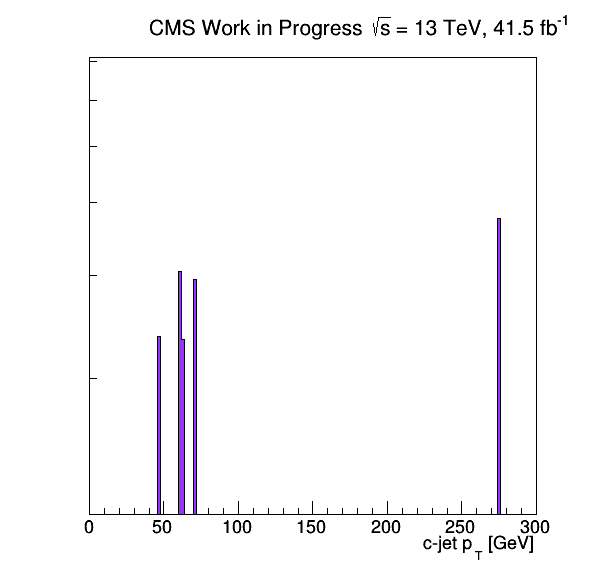 CMS Work in Progress √s = 13 TeV, 41.5 fb⁻¹
0 50 100 150 200 250 300
c-jet p_T [GeV]